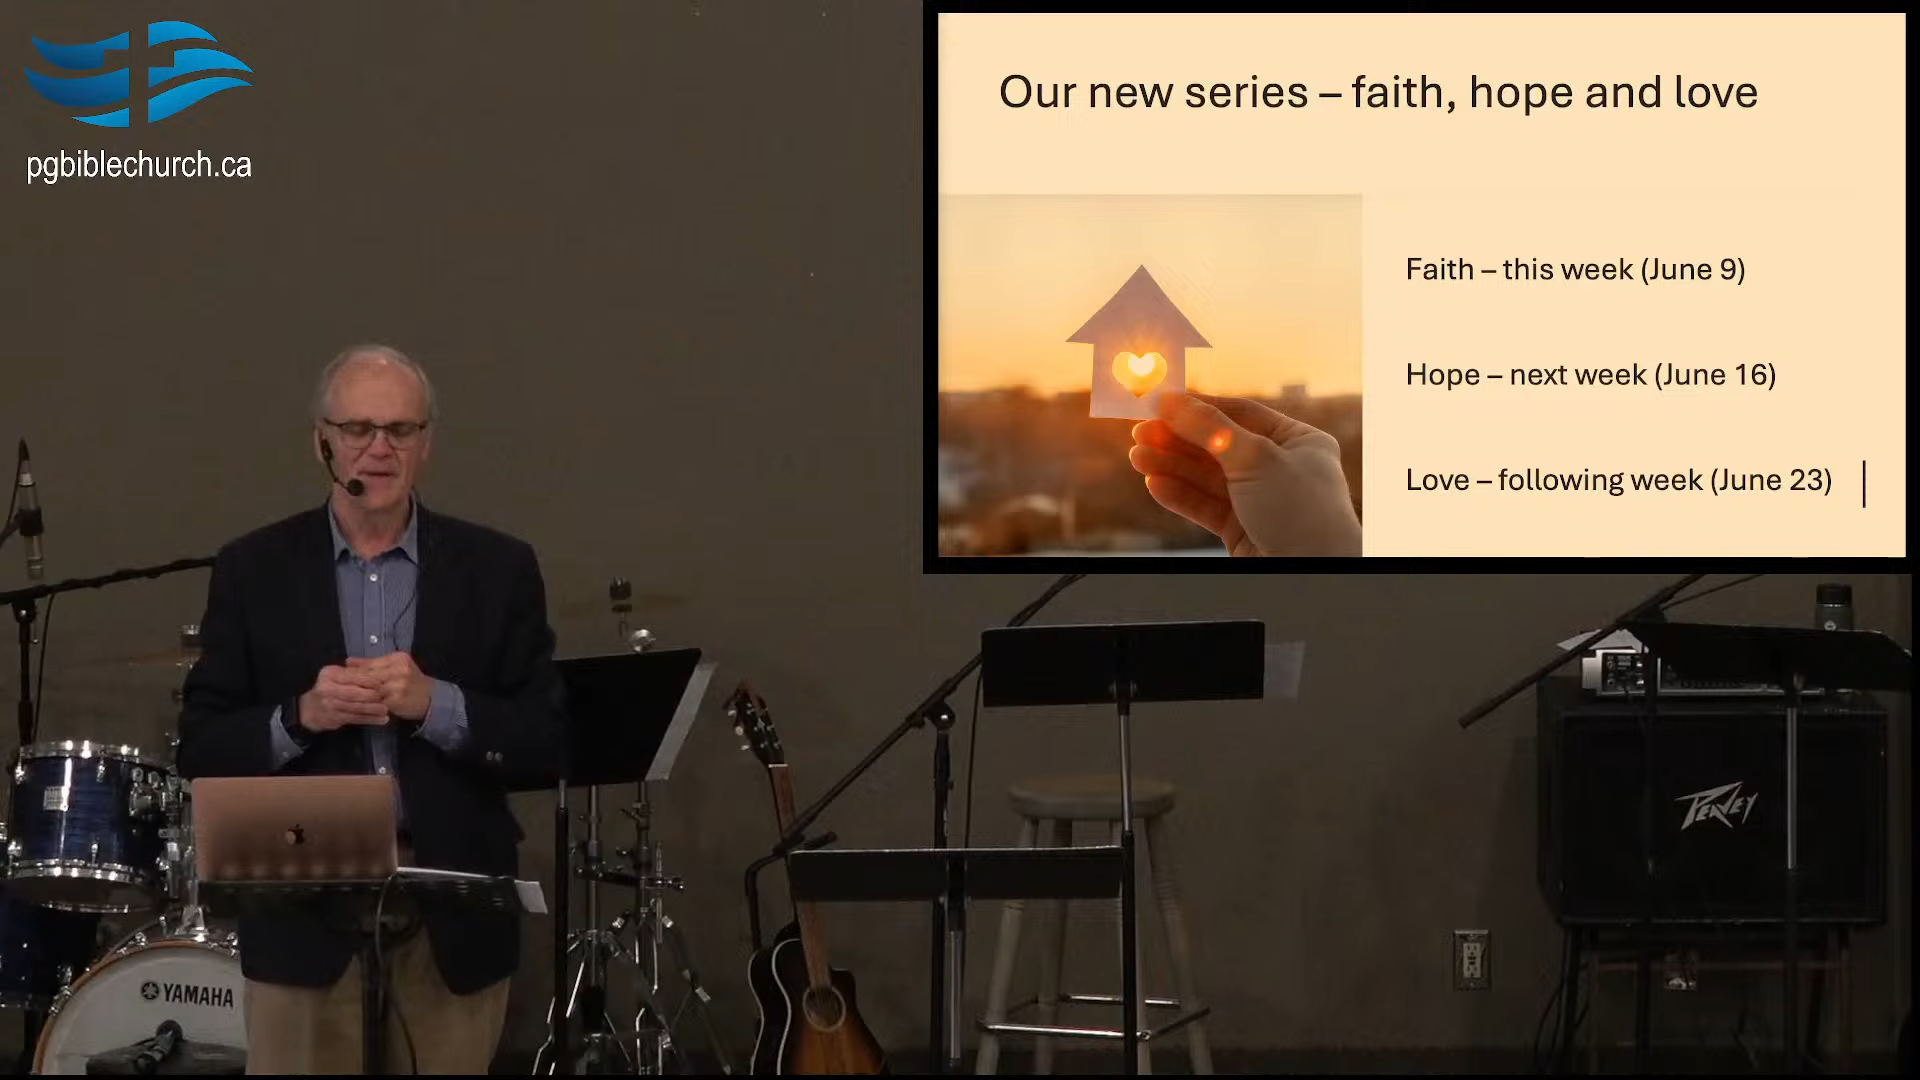 pgbiblechurch.ca
Our new series – faith, hope and love
Faith – this week (June 9)
Hope – next week (June 16)
Love – following week (June 23)
PEAVEY
YAMAHA